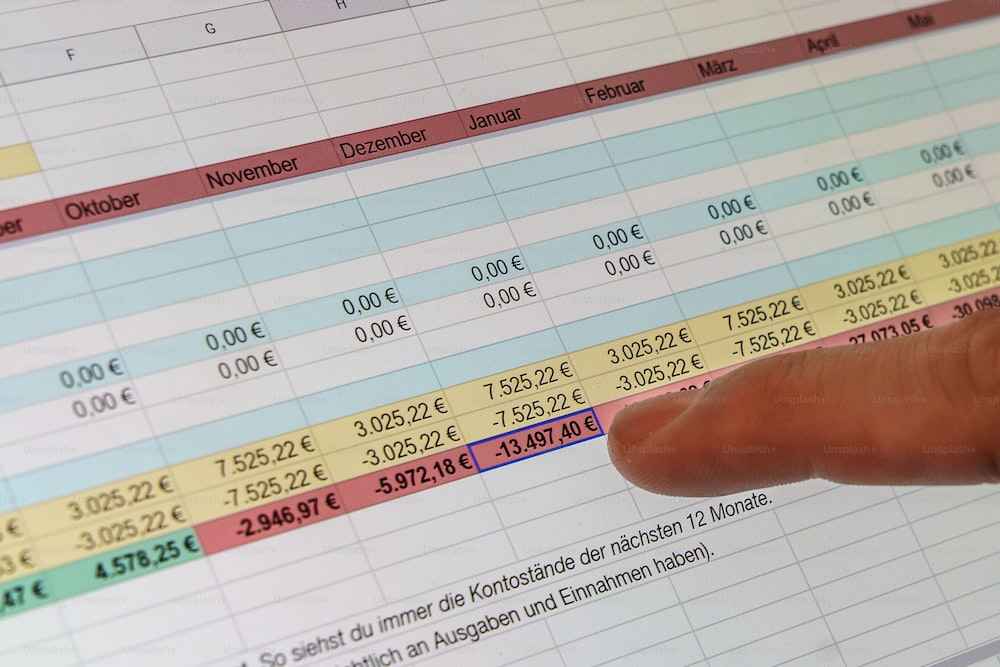 F G H
ber Oktober November Dezember Januar Februar März April Mai
0,00 € 0,00 € 0,00 € 0,00 € 0,00 € 0,00 € 0,00 € 0,00 €
0,00 € 0,00 € 0,00 € 0,00 € 0,00 € 0,00 € 0,00 € 0,00 €
€ 3.025,22 € 7.525,22 € 3.025,22 € 7.525,22 € 3.025,22 € 7.525,22 € 3.025,22 € 3.025,22
€ -3.025,22 € -7.525,22 € -3.025,22 € -7.525,22 € -3.025,22 € -7.525,22 € -3.025,22 € -3.025,22
,47 € 4.578,25 € -2.946,97 € -5.972,18 € -13.497,40 € 27.073,05 € -30.098
So siehst du immer die Kontostände der nächsten 12 Monate.
an Ausgaben und Einnahmen haben).